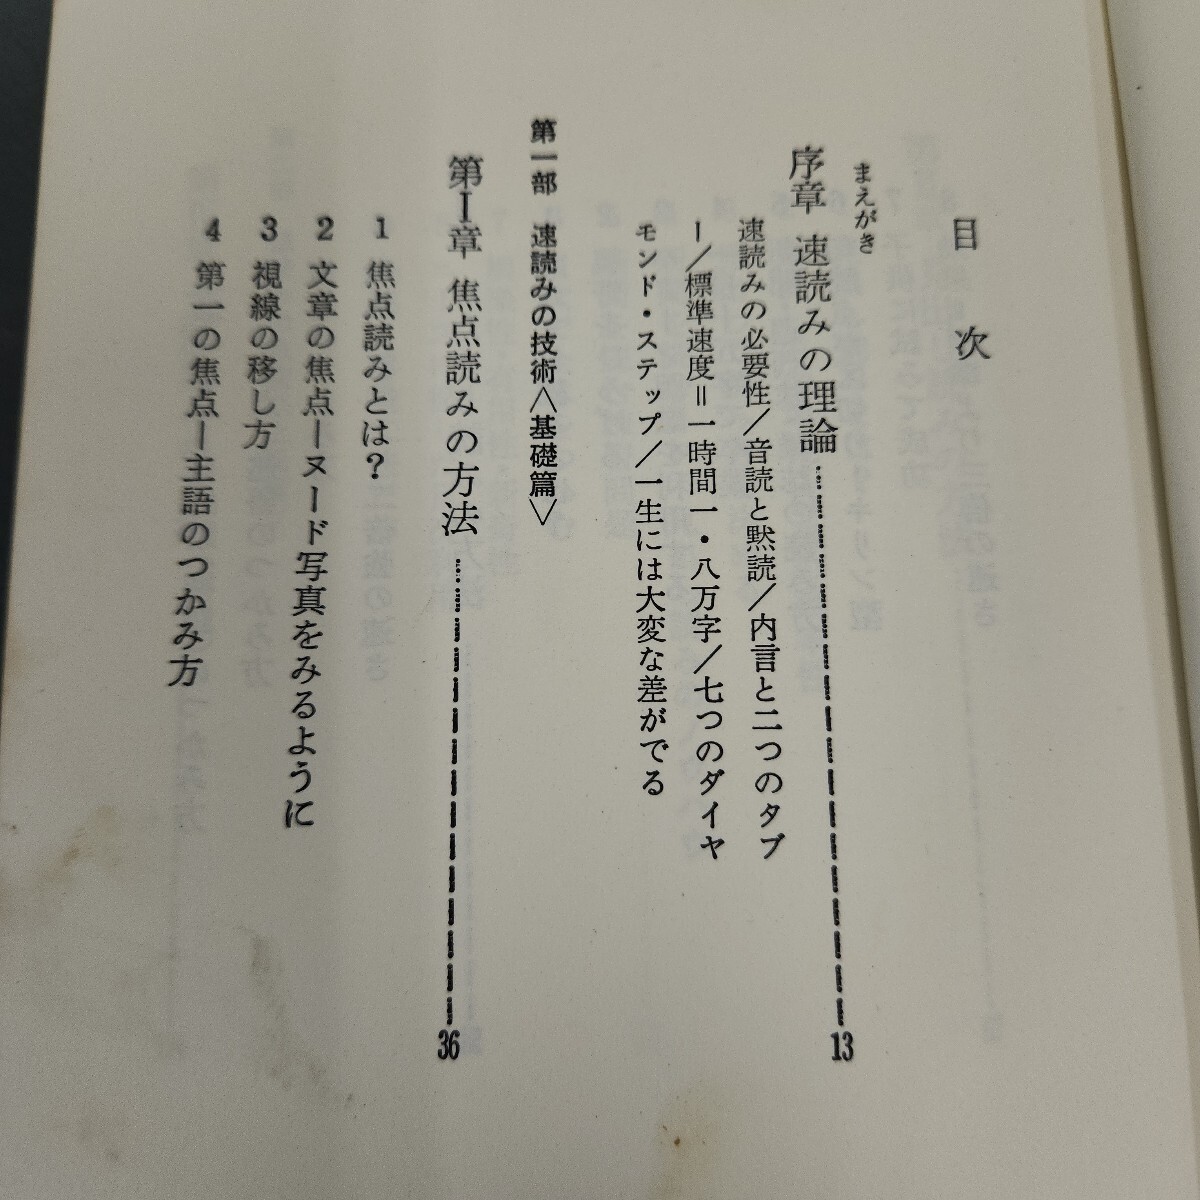 目次
まえがき
序章 速読みの理論…………13
速読みの必要性/音読と黙読/内言と二つのタブ
ー/標準速度＝一時間一・八万字/七つのダイヤ
モンド・ステップ/一生には大変な差がでる
第一部 速読みの技術〈基礎篇〉
第Ⅰ章 焦点読みの方法…………36
1 焦点読みとは?
2 文章の焦点ーヌード写真をみるように
3 視線の移し方
4 第一の焦点ー主語のつかみ方